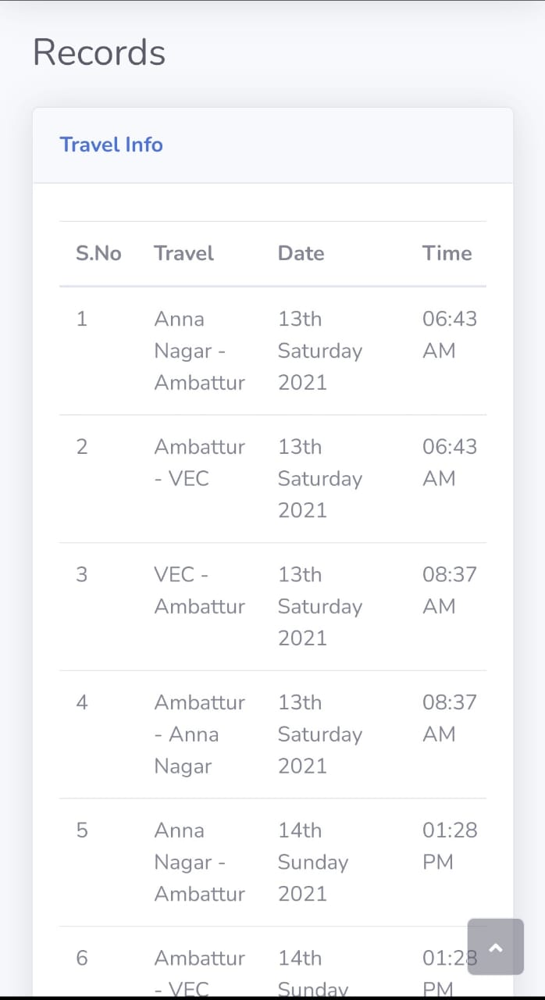 Records
Travel Info
S.No Travel Date Time
1 Anna 13th 06:43
Nagar - Saturday AM
Ambattur 2021
2 Ambattur 13th 06:43
- VEC Saturday AM
2021
3 VEC - 13th 08:37
Ambattur Saturday AM
2021
4 Ambattur 13th 08:37
- Anna Saturday AM
Nagar 2021
5 Anna 14th 01:28
Nagar - Sunday PM
Ambattur 2021
6 Ambattur 14th 01:28
- VEC Sunday PM